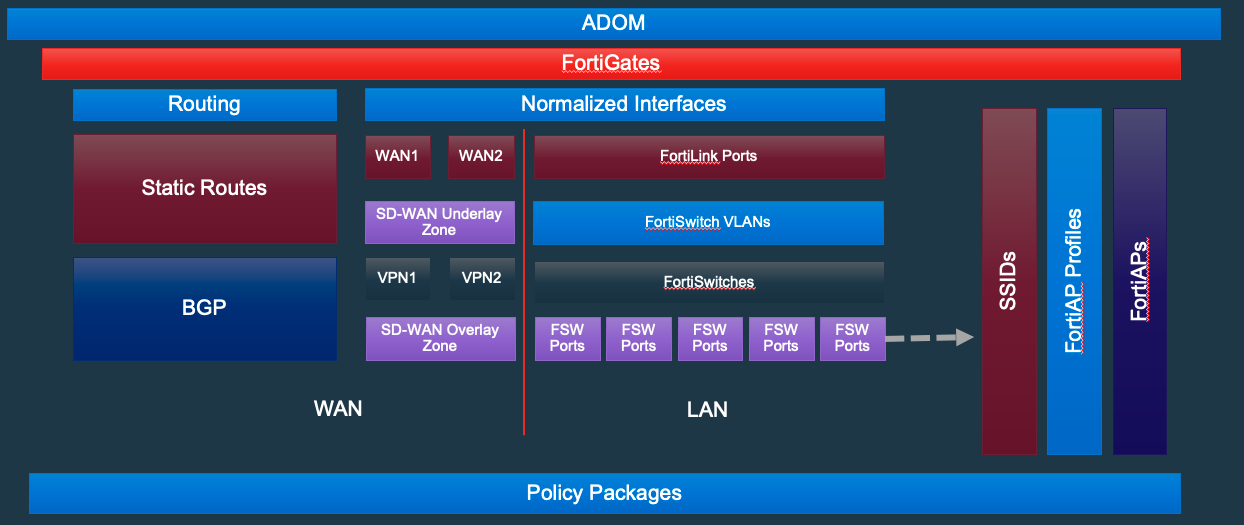 ADOM
FortiGates
Routing
Normalized Interfaces
Static Routes
BGP
WAN1
WAN2
SD-WAN Underlay
Zone
VPN1
VPN2
SD-WAN Overlay
Zone
FortiLink Ports
FortiSwitch VLANs
FortiSwitches
FSW
Ports
FSW
Ports
FSW
Ports
FSW
Ports
FSW
Ports
WAN
LAN
SSIDs
FortiAP Profiles
FortiAPs
Policy Packages